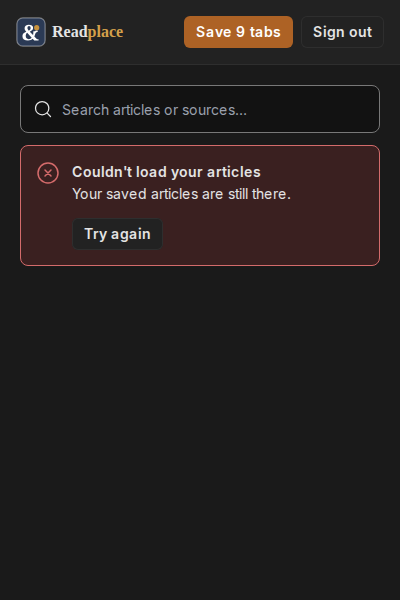 & Readplace
Save 9 tabs
Sign out
Search articles or sources...
Couldn't load your articles
Your saved articles are still there.
Try again